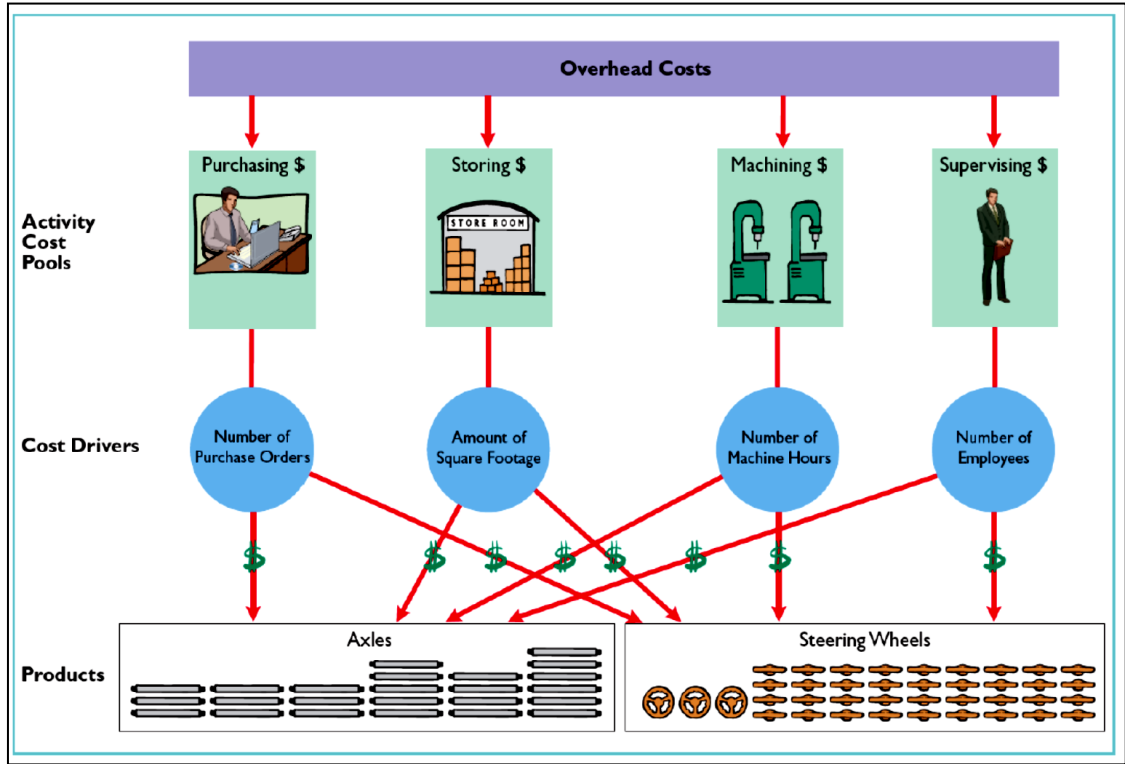 Overhead Costs
Purchasing $
Storing $
Machining $
Supervising $
STORE ROOM
Activity
Cost
Pools
Cost Drivers
Number of
Purchase Orders
Amount of
Square Footage
Number of
Machine Hours
Number of
Employees
$ $ $ $ $ $ $ $
Products
Axles
Steering Wheels